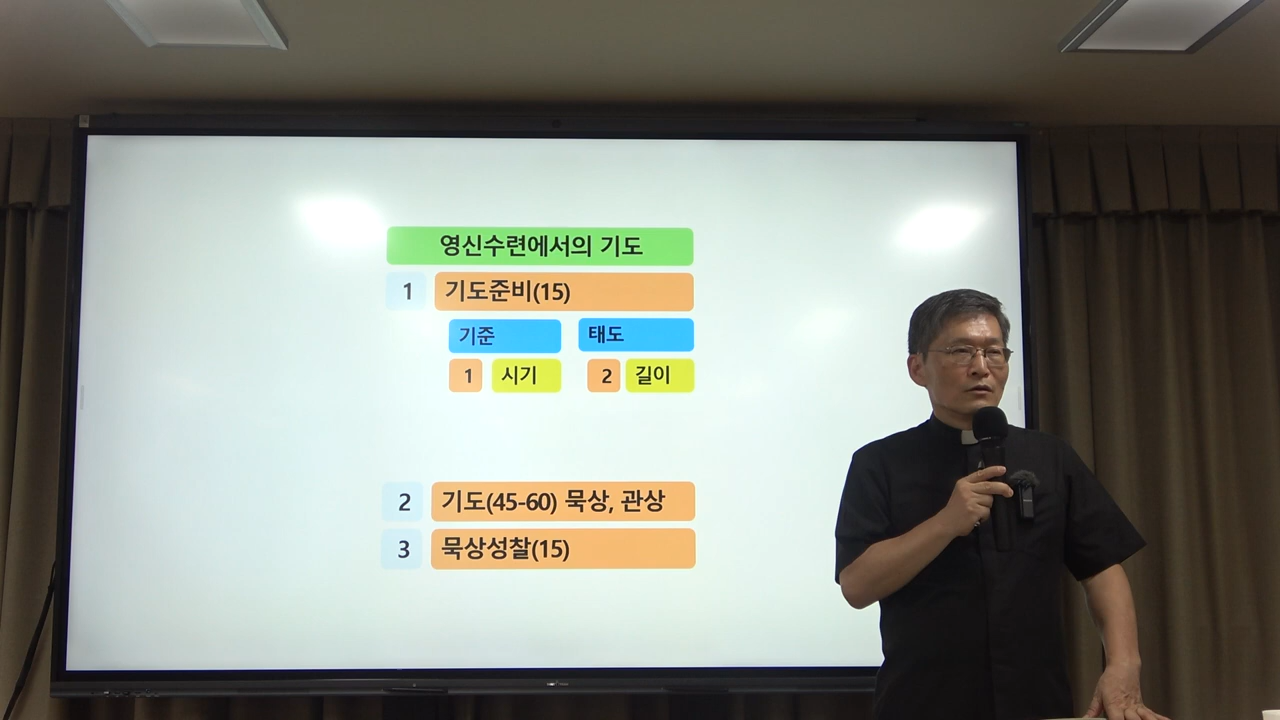 영신수련에서의 기도
1 기도준비(15)
기준 태도
1 시기 2 길이
2 기도(45-60) 묵상, 관상
3 묵상성찰(15)